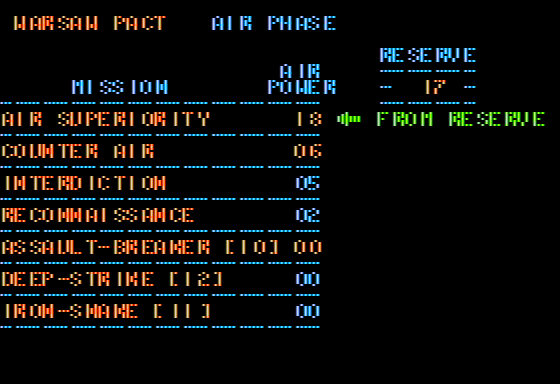 WARSAW PACT AIR PHASE
RESERVE
AIR
MISSION POWER
- 17 -
AIR SUPERIORITY 18 ← FROM RESERVE
COUNTER AIR 06
INTERDICTION 05
RECONNAISSANCE 02
ASSAULT-BREAKER [10] 00
DEEP-STRIKE [12] 00
IRON-SNAKE [11] 00